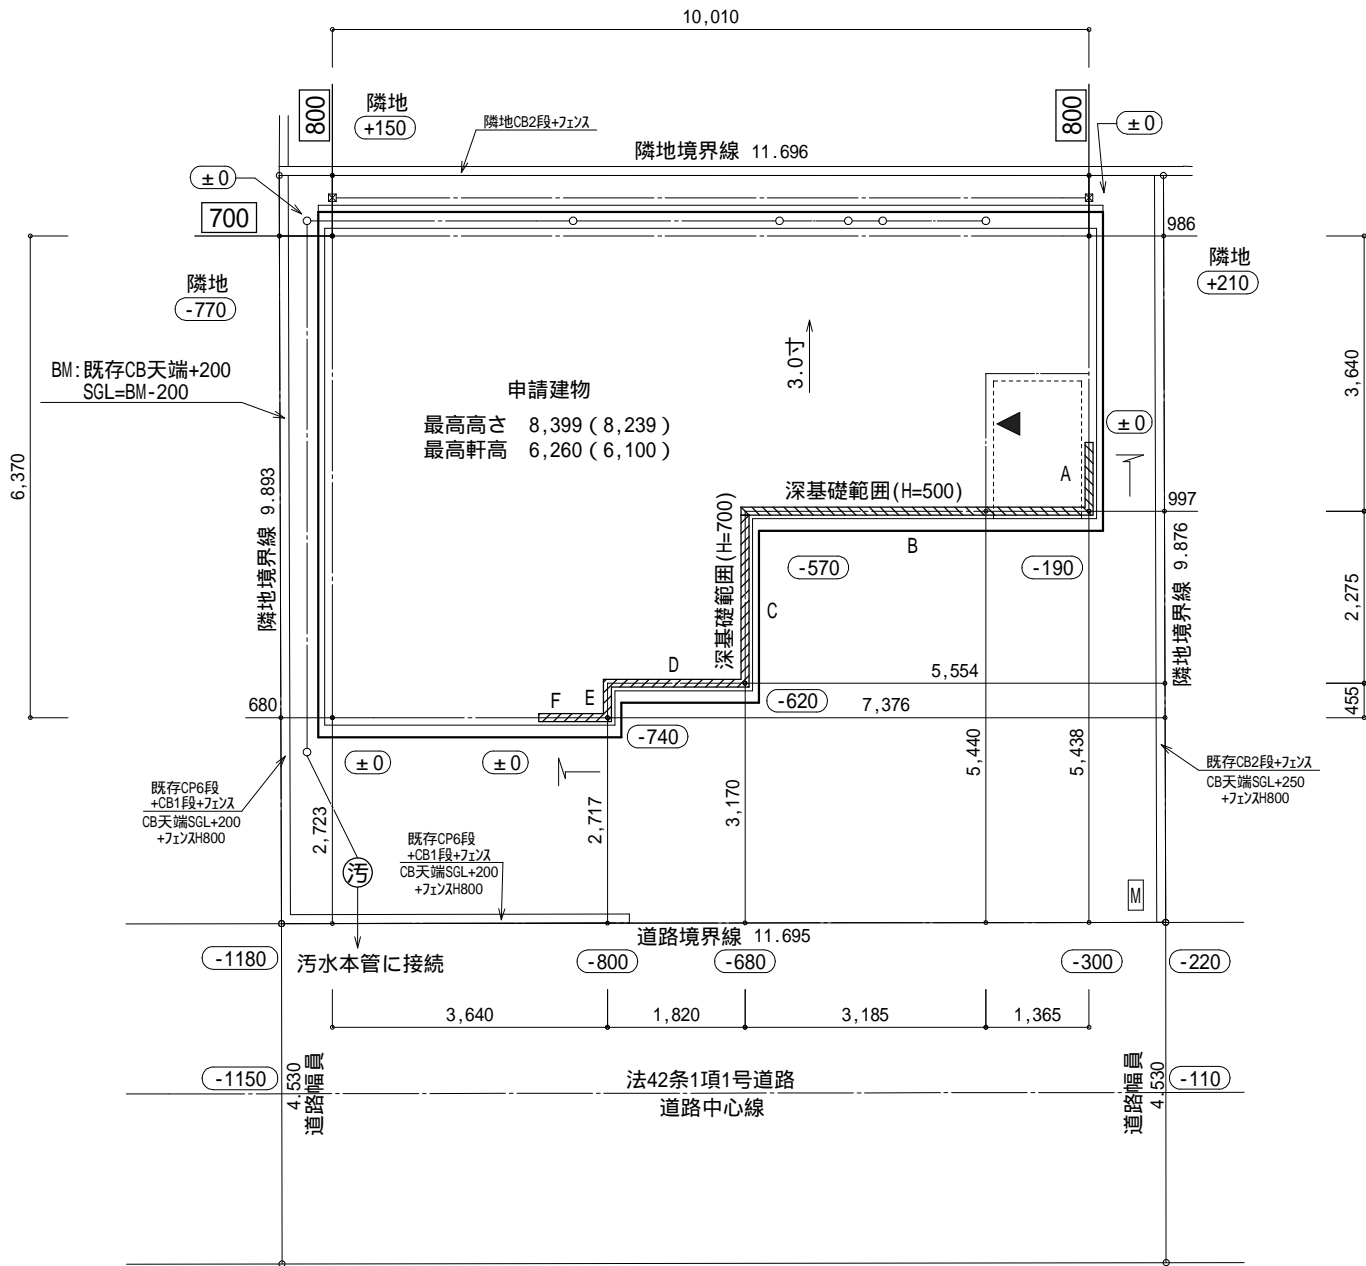 10,010
800
隣地
+150
隣地CB2段+フェンス
800
±0
隣地境界線 11.696
±0
700
986
隣地
-770
隣地
+210
BM:既存CB天端+200
SGL=BM-200
申請建物
最高高さ 8,399(8,239)
最高軒高 6,260(6,100)
3.0寸
3,640
±0
A
6,370
隣地境界線 9.893
深基礎範囲(H=500)
997
深基礎範囲(H=700)
B
-570
-190
隣地境界線 9.876
2,275
C
D
5,554
F
E
680
-620
7,376
455
-740
±0
±0
5,440
5,438
既存CP6段
+CB1段+フェンス
CB天端SGL+200
+フェンスH800
2,723
2,717
3,170
既存CB2段+フェンス
CB天端SGL+250
+フェンスH800
既存CP6段
+CB1段+フェンス
CB天端SGL+200
+フェンスH800
汚
M
道路境界線 11.695
-1180
汚水本管に接続
-800
-680
-300
-220
3,640
1,820
3,185
1,365
-1150
4.530
道路幅員
法42条1項1号道路
道路中心線
道路幅員
4.530
-110